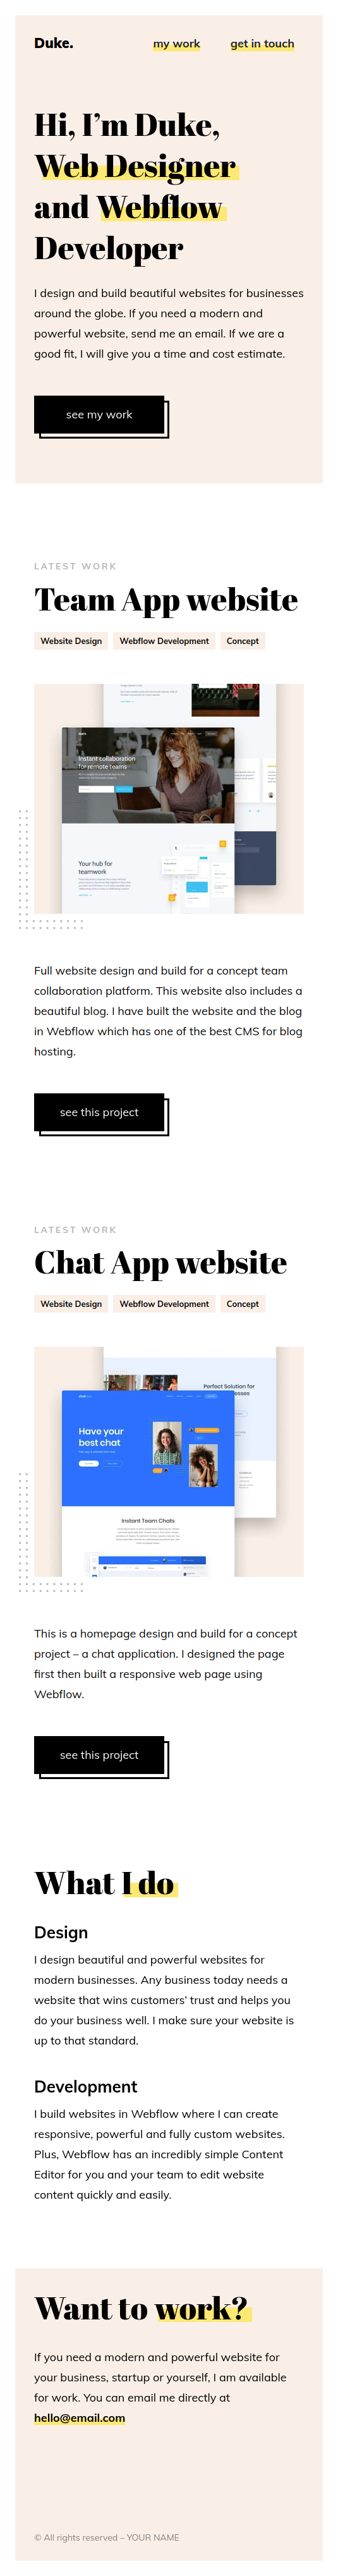 Duke.
my work
get in touch
Hi, I’m Duke,
Web Designer
and Webflow
Developer
I design and build beautiful websites for businesses
around the globe. If you need a modern and
powerful website, send me an email. If we are a
good fit, I will give you a time and cost estimate.
see my work
LATEST WORK
Team App website
Website Design
Webflow Development
Concept
Instant collaboration
for remote teams
Your hub for
teamwork
Full website design and build for a concept team
collaboration platform. This website also includes a
beautiful blog. I have built the website and the blog
in Webflow which has one of the best CMS for blog
hosting.
see this project
LATEST WORK
Chat App website
Website Design
Webflow Development
Concept
Perfect Solution for
Have your
best chat
Instant Team Chats
This is a homepage design and build for a concept
project – a chat application. I designed the page
first then built a responsive web page using
Webflow.
see this project
What I do
Design
I design beautiful and powerful websites for
modern businesses. Any business today needs a
website that wins customers’ trust and helps you
do your business well. I make sure your website is
up to that standard.
Development
I build websites in Webflow where I can create
responsive, powerful and fully custom websites.
Plus, Webflow has an incredibly simple Content
Editor for you and your team to edit website
content quickly and easily.
Want to work?
If you need a modern and powerful website for
your business, startup or yourself, I am available
for work. You can email me directly at
hello@email.com
© All rights reserved – YOUR NAME